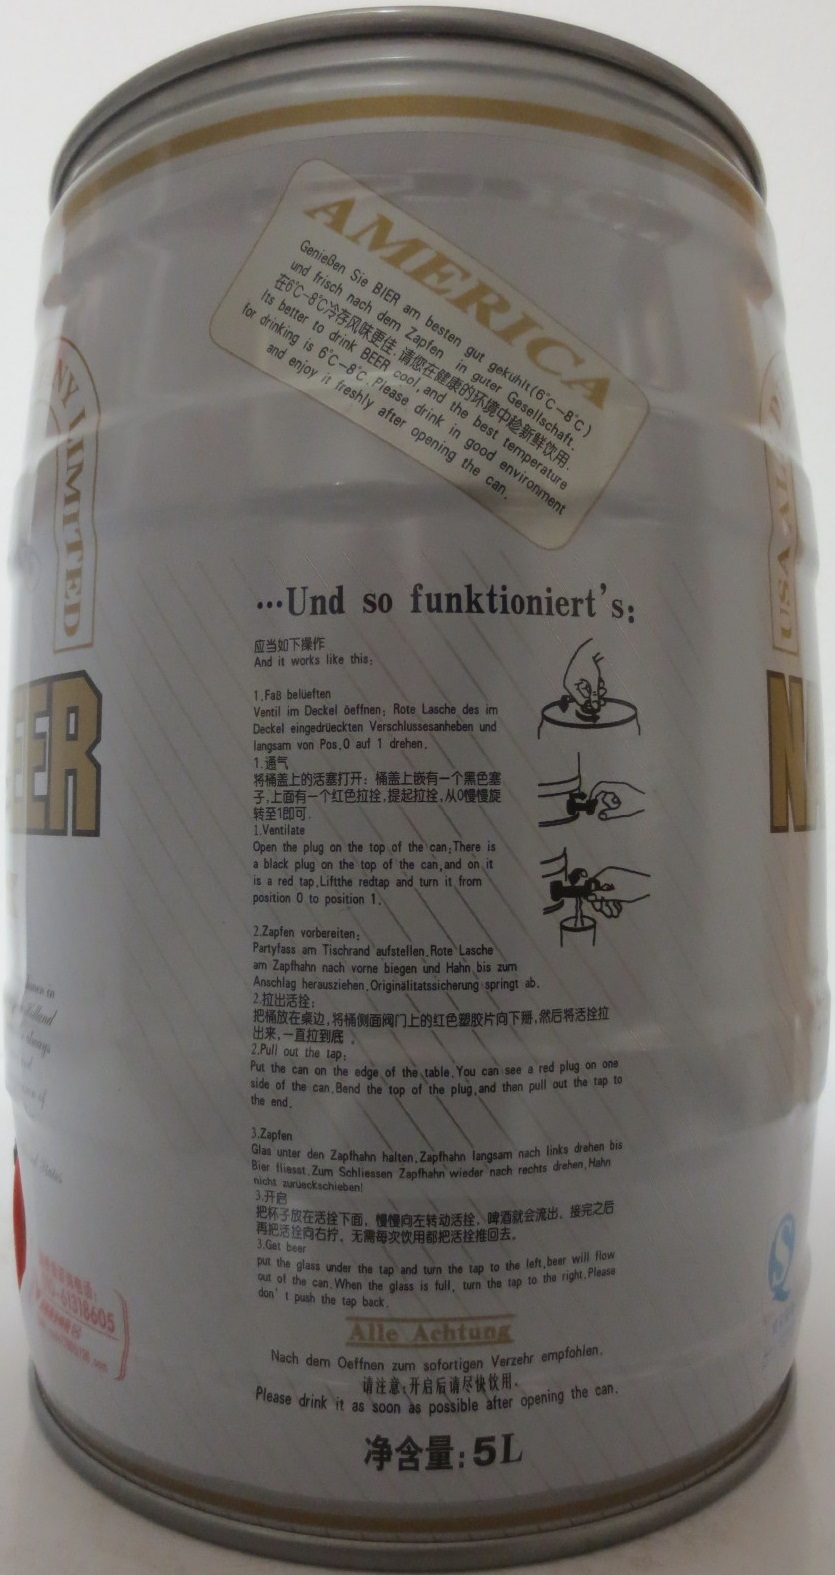 AMERICA
Genießen Sie BIER am besten gut gekühlt(6℃-8℃)
und frisch nach dem Zapfen in guter Gesellschaft.
在6℃-8℃冷存风味更佳.请您在健康的环境中珍新鲜饮用.
Its better to drink BEER cool,and the best temperature
for drinking is 6℃-8℃.Please drink in good environment
and enjoy it freshly after opening the can.
NY LIMITED
USA AL
EER
N
…Und so funktioniert's:
应当如下操作
And it works like this:
1.FaB belüeften
Ventil im Deckel öeffnen: Rote Lasche des im
Deckel eingedrüeckten Verschlussesanheben und
langsam von Pos.0 auf 1 drehen.
1.通气
将桶盖上的活塞打开：桶盖上嵌有一个黑色塞
子,上面有一个红色拉拴,提起拉拴,从0慢慢旋
转至1即可.
1.Ventilate
Open the plug on the top of the can;There is
a black plug on the top of the can,and on it
is a red tap.Liftthe redtap and turn it from
position 0 to position 1.
2.Zapfen vorbereiten:
Partyfass am Tischrand aufstellen.Rote Lasche
am Zapfhahn nach vorne biegen und Hahn bis zum
Anschlag herausziehen.Originalitatssicherung springt ab.
2.拉出活拴:
把桶放在桌边,将桶侧面阀门上的红色塑胶片向下掰,然后将活拴拉
出来,一直拉到底 。
2.Pull out the tap:
Put the can on the edge of the table.You can see a red plug on one
side of the can.Bend the top of the plug,and then pull out the tap to
the end.
3.Zapfen
Glas unter den Zapfhahn halten.Zapfhahn langsam nach links drehen bis
Bier fliesst.Zum Schliessen Zapfhahn wieder nach rechts drehen.Hahn
nicht zurüeckschieben!
3.开启
把杯子放在活拴下面，慢慢向左转动活拴，啤酒就会流出，接完之后
再把活拴向右拧，无需每次饮用都把活拴推回去。
3.Get beer
put the glass under the tap and turn the tap to the left,beer will flow
out of the can.When the glass is full, turn the tap to the right.Please
don't push the tap back.
Alle Achtung
Nach dem Oeffnen zum sofortigen Verzehr empfohlen.
请注意:开启后请尽快饮用.
Please drink it as soon as possible after opening the can.
净含量:5L
-61318605